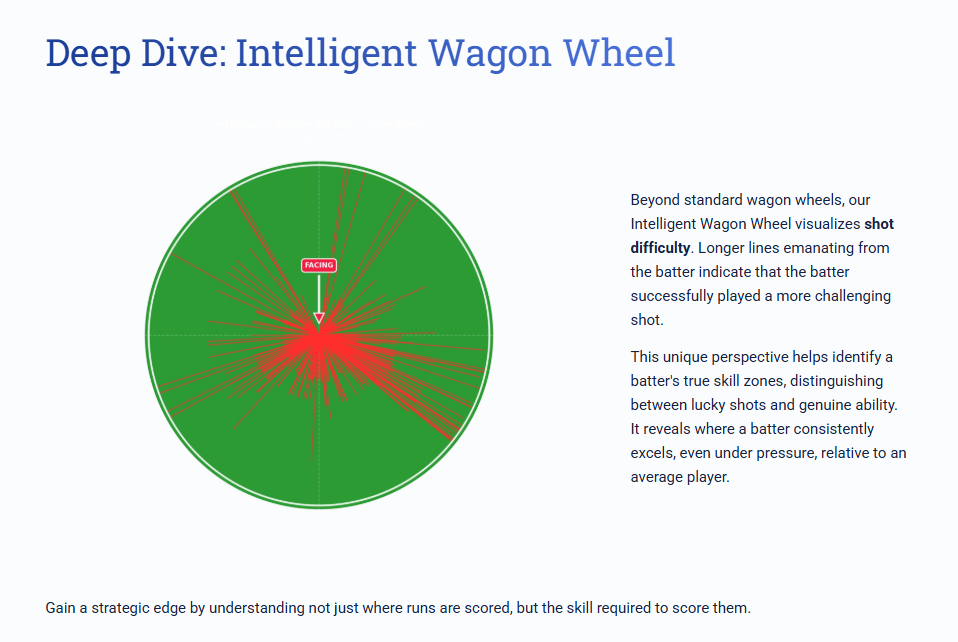 Deep Dive: Intelligent Wagon Wheel
FACING
Beyond standard wagon wheels, our
Intelligent Wagon Wheel visualizes shot
difficulty. Longer lines emanating from
the batter indicate that the batter
successfully played a more challenging
shot.
This unique perspective helps identify a
batter's true skill zones, distinguishing
between lucky shots and genuine ability.
It reveals where a batter consistently
excels, even under pressure, relative to an
average player.
Gain a strategic edge by understanding not just where runs are scored, but the skill required to score them.